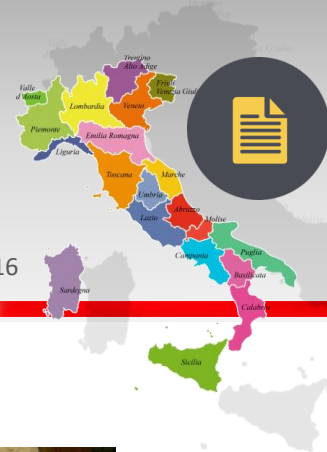 Trentino
Alto Adige
Friuli
Venezia Giul
Valle
d'Aosta
Lombardia
Veneto
Piemonte
Emilia Romagna
Liguria
Toscana
Marche
Umbria
Abruzzo
Lazio
Molise
Puglia
Campania
Basilicata
16
Sardegna
Calabria
Sicilia